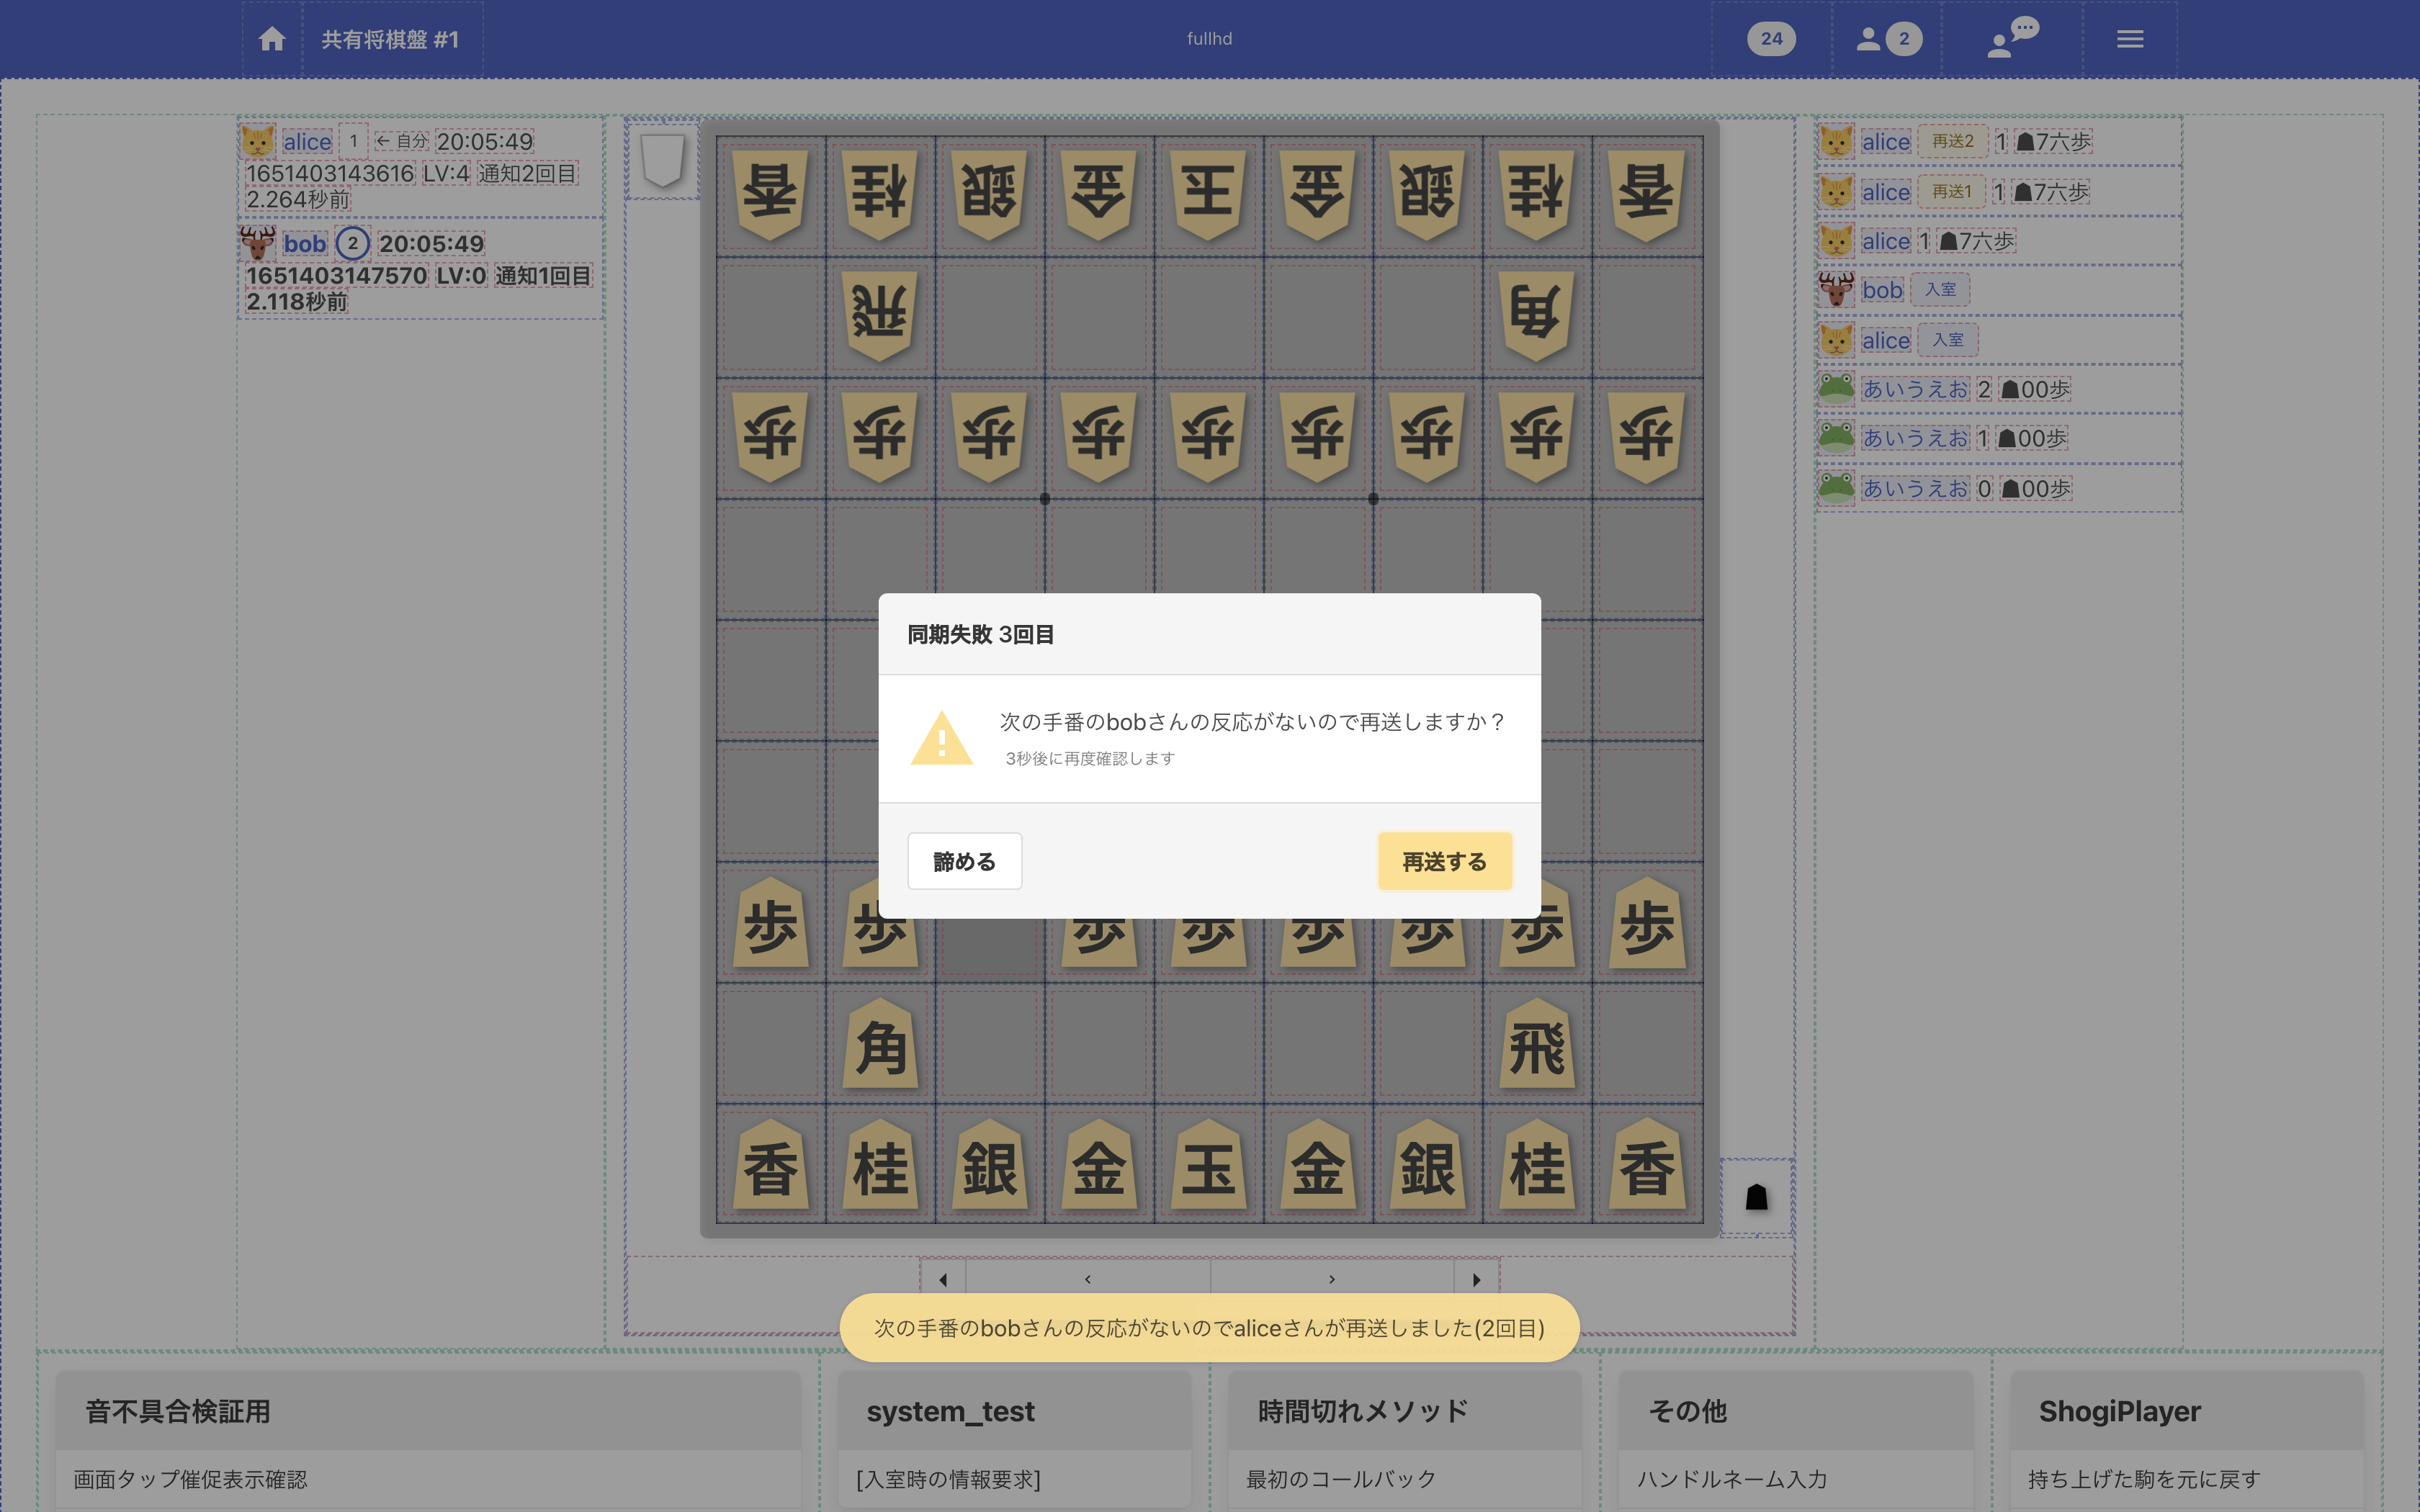 共有将棋盤 #1
fullhd
24
2
alice 1 ← 自分 20:05:49
1651403143616 LV:4 通知2回目
2.264秒前
bob 2 20:05:49
1651403147570 LV:0 通知1回目
2.118秒前
香 桂 銀 金 玉 金 銀 桂 香
飛 角
歩 歩 歩 歩 歩 歩 歩 歩 歩
同期失敗 3回目
次の手番のbobさんの反応がないので再送しますか？
3秒後に再度確認します
諦める 再送する
歩 歩 歩 歩 歩 歩 歩 歩
角 飛
香 桂 銀 金 玉 金 銀 桂 香
alice 再送2 1 ☗7六歩
alice 再送1 1 ☗7六歩
alice 1 ☗7六歩
bob 入室
alice 入室
あいうえお 2 ☗00歩
あいうえお 1 ☗00歩
あいうえお 0 ☗00歩
次の手番のbobさんの反応がないのでaliceさんが再送しました(2回目)
音不具合検証用
画面タップ催促表示確認
system_test
[入室時の情報要求]
時間切れメソッド
最初のコールバック
その他
ハンドルネーム入力
ShogiPlayer
持ち上げた駒を元に戻す